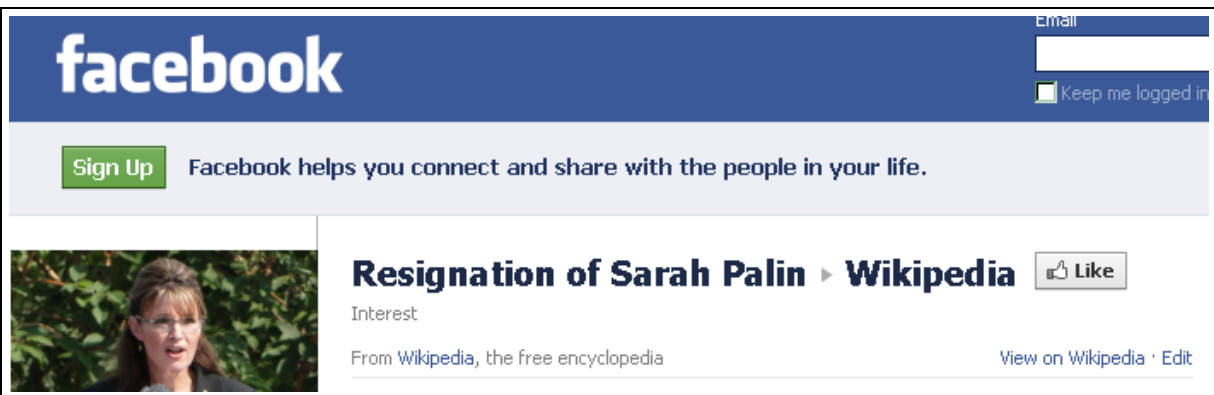 facebook
Email
Keep me logged in
Sign Up
Facebook helps you connect and share with the people in your life.
Resignation of Sarah Palin ▸ Wikipedia
Like
Interest
From Wikipedia, the free encyclopedia
View on Wikipedia · Edit